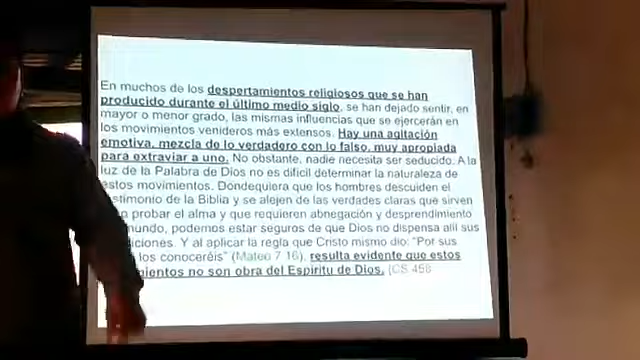 En muchos de los despertamientos religiosos que se han
producido durante el último medio siglo, se han dejado sentir, en
mayor o menor grado, las mismas influencias que se ejercerán en
los movimientos venideros más extensos. Hay una agitación
emotiva, mezcla de lo verdadero con lo falso, muy apropiada
para extraviar a uno. No obstante, nadie necesita ser seducido. A la
luz de la Palabra de Dios no es difícil determinar la naturaleza de
estos movimientos. Dondequiera que los hombres descuiden el
stimonio de la Biblia y se alejen de las verdades claras que sirven
probar el alma y que requieren abnegación y desprendimiento
mundo, podemos estar seguros de que Dios no dispensa allí sus
iciones. Y al aplicar la regla que Cristo mismo dio: "Por sus
los conoceréis" (Mateo 7 16), resulta evidente que estos
mientos no son obra del Espíritu de Dios. (CS 458